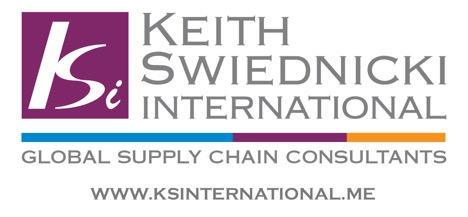 KSi
KEITH
SWIEDNICKI
INTERNATIONAL
GLOBAL SUPPLY CHAIN CONSULTANTS
WWW.KSINTERNATIONAL.ME